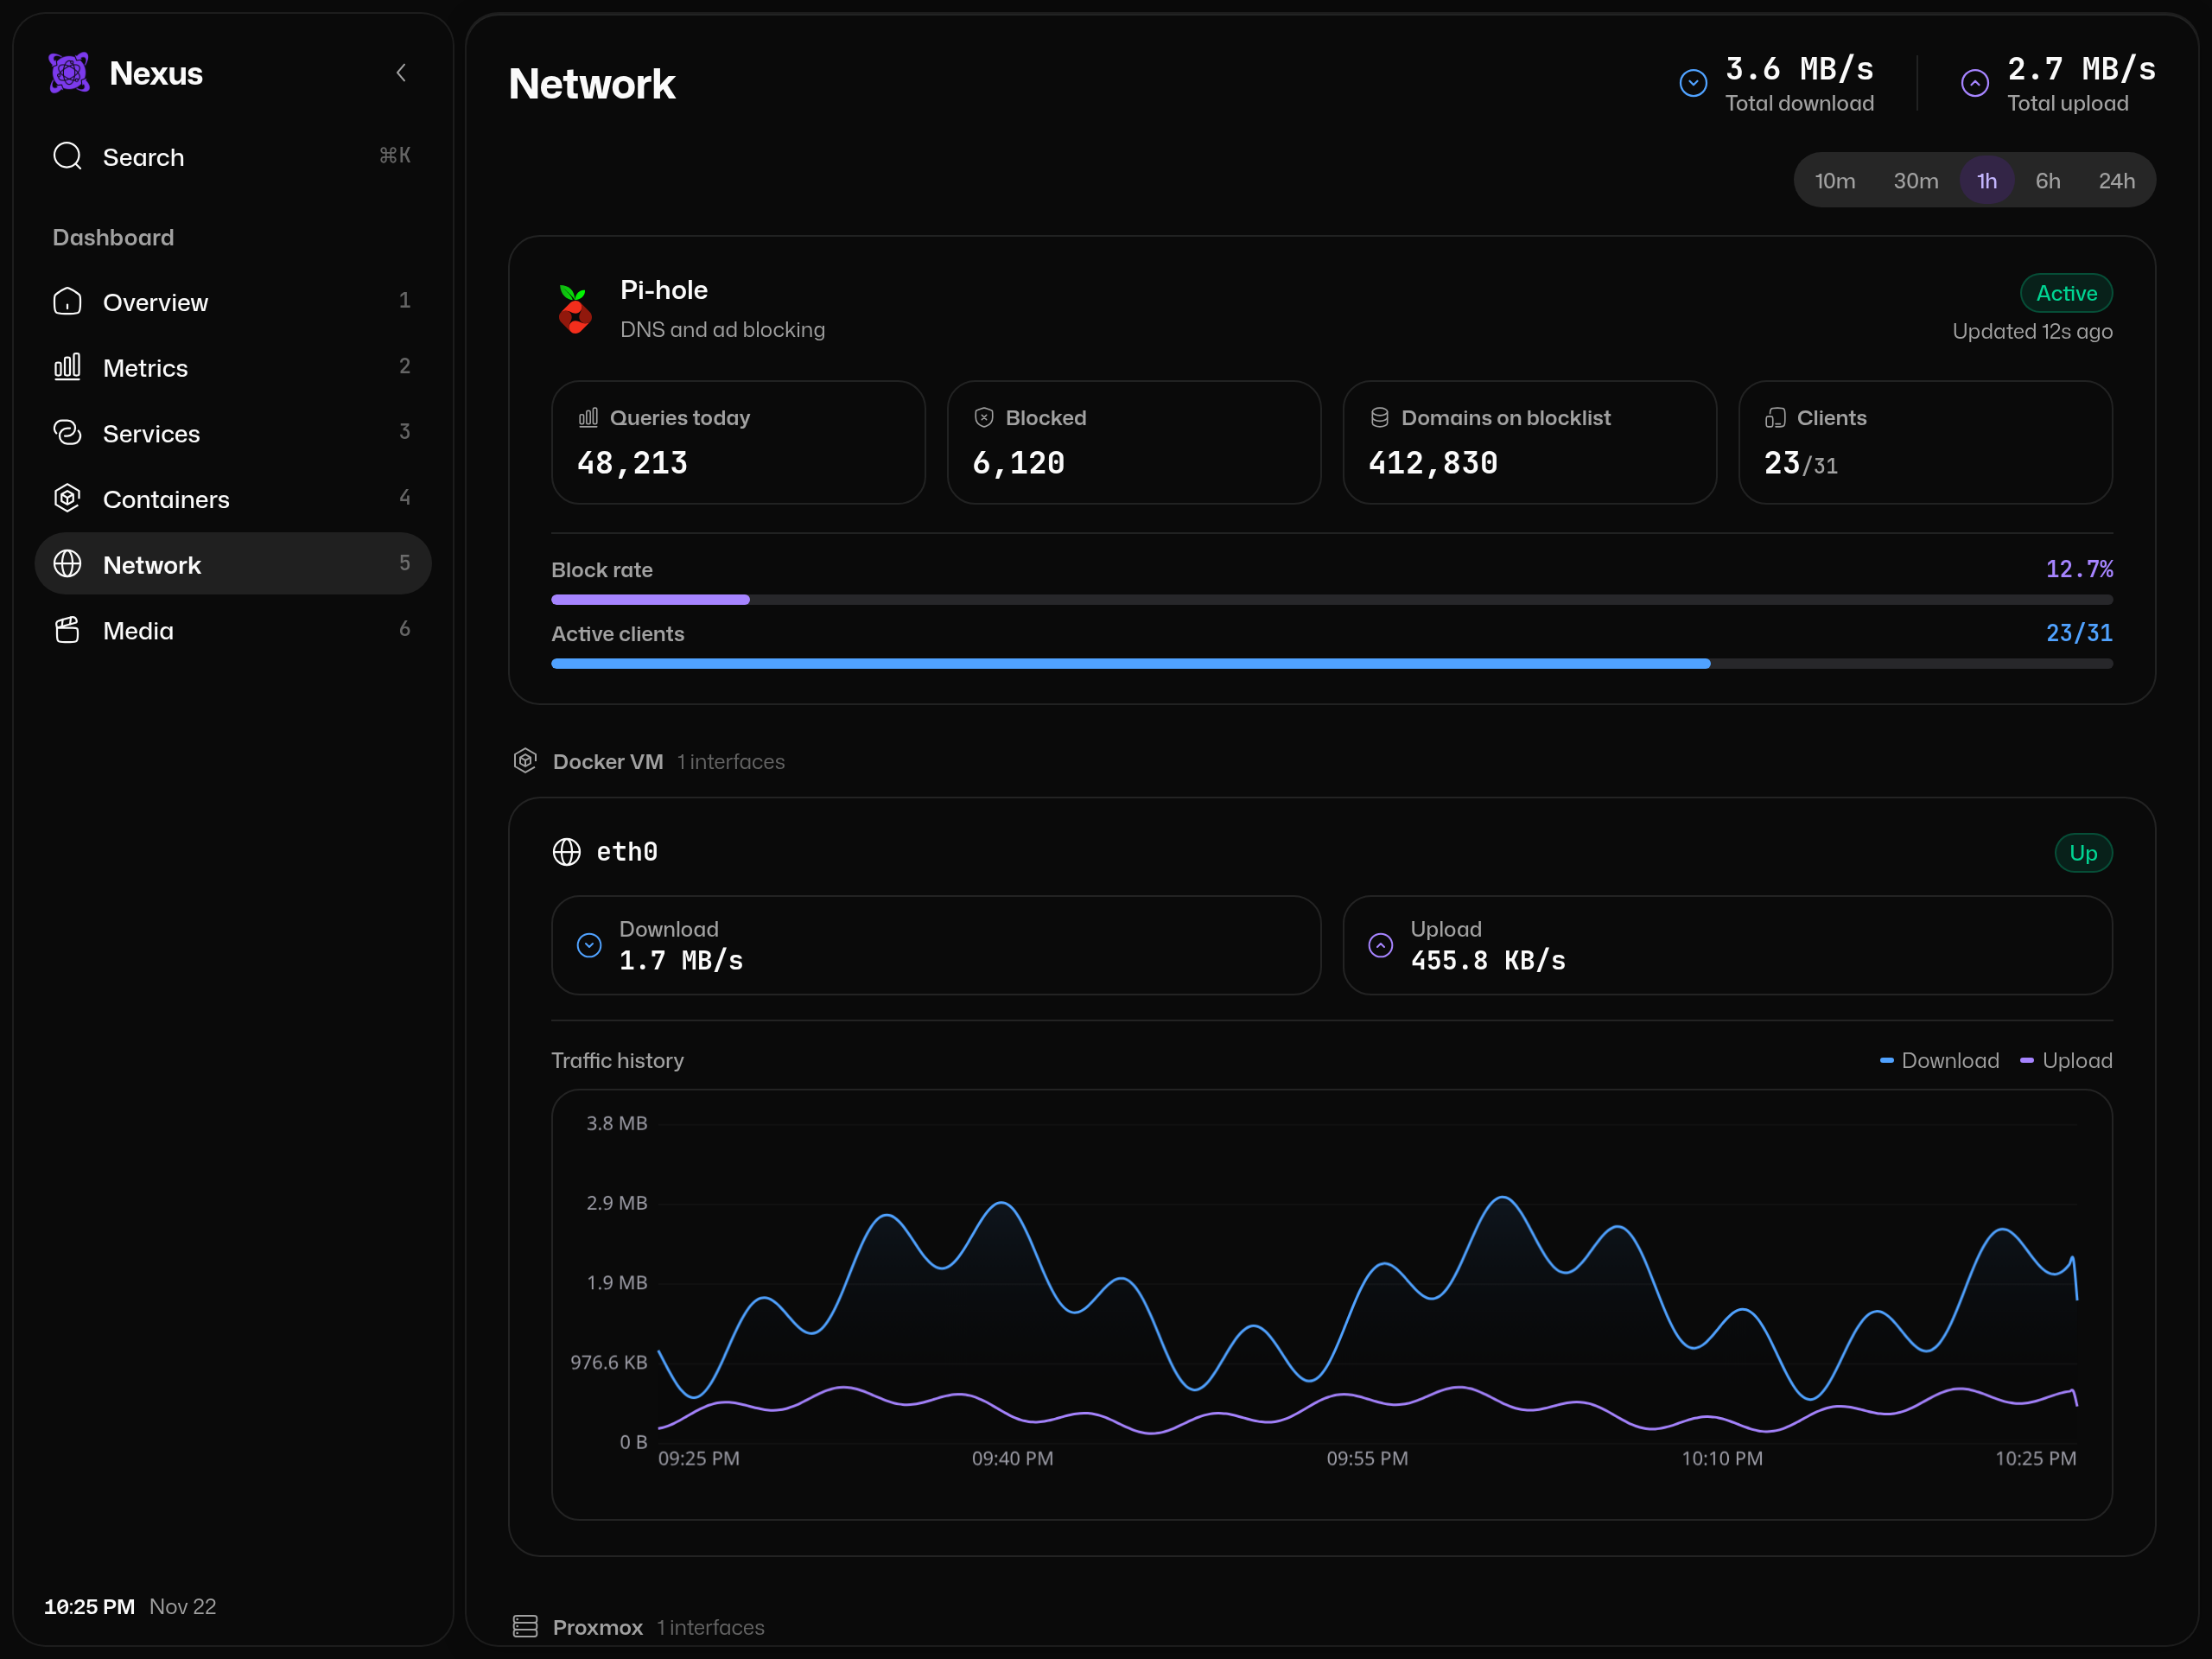 Nexus
Search ⌘K
Dashboard
Overview 1
Metrics 2
Services 3
Containers 4
Network 5
Media 6
10:25 PM Nov 22
Network
3.6 MB/s
Total download
2.7 MB/s
Total upload
10m 30m 1h 6h 24h
Pi-hole
DNS and ad blocking
Active
Updated 12s ago
Queries today
48,213
Blocked
6,120
Domains on blocklist
412,830
Clients
23/31
Block rate 12.7%
Active clients 23/31
Docker VM 1 interfaces
eth0 Up
Download
1.7 MB/s
Upload
455.8 KB/s
Traffic history Download Upload
3.8 MB
2.9 MB
1.9 MB
976.6 KB
0 B
09:25 PM 09:40 PM 09:55 PM 10:10 PM 10:25 PM
Proxmox 1 interfaces